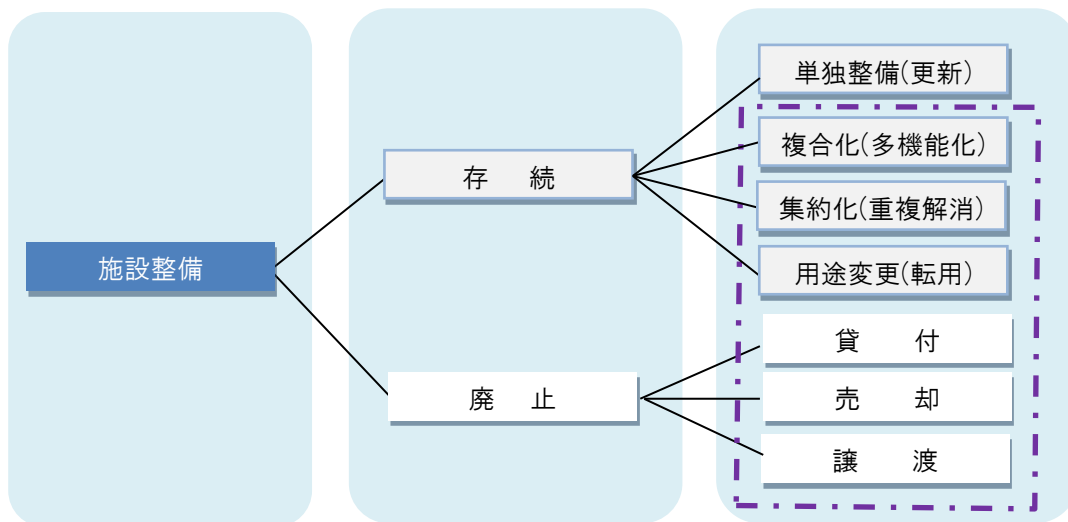 施設整備
存　続
廃　止
単独整備(更新)
複合化(多機能化)
集約化(重複解消)
用途変更(転用)
貸　付
売　却
譲　渡